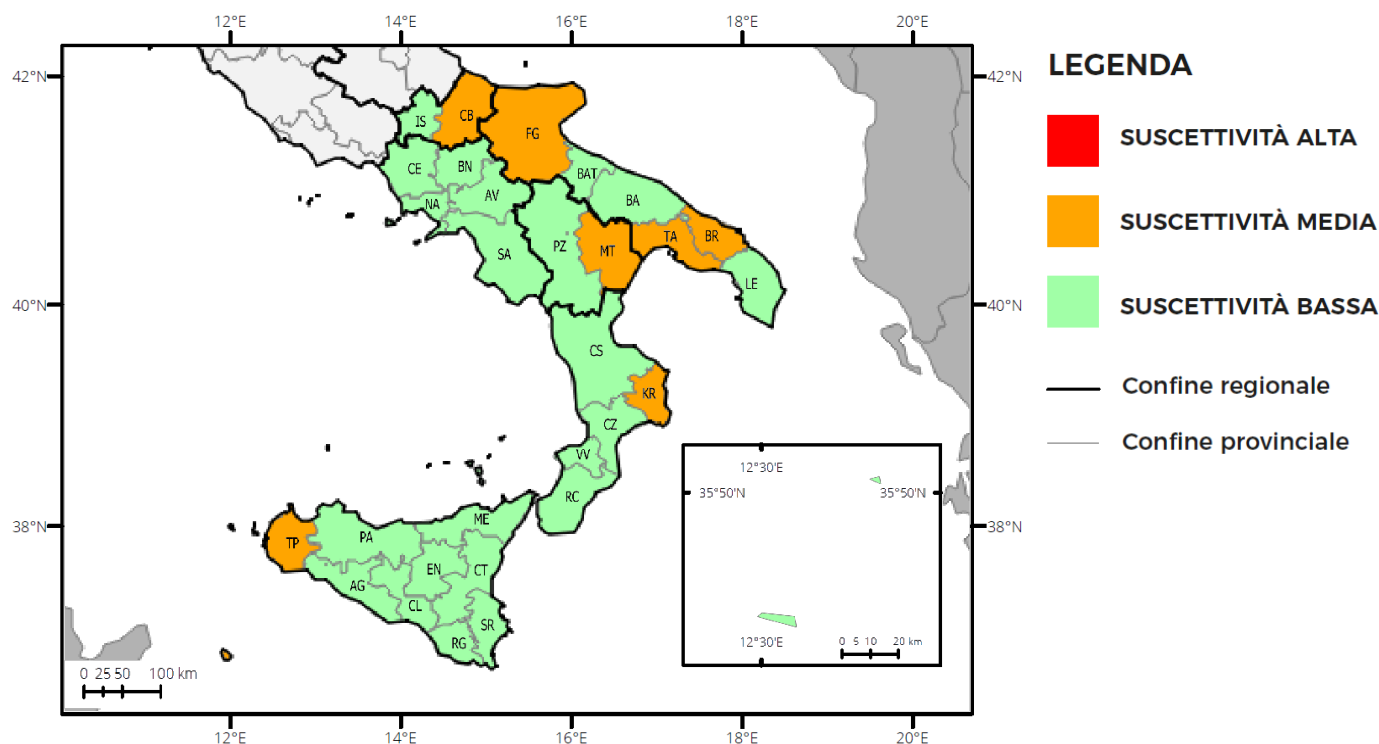 12°E 14°E 16°E 18°E 20°E
42°N 42°N
LEGENDA
SUSCETTIVITÀ ALTA
SUSCETTIVITÀ MEDIA
SUSCETTIVITÀ BASSA
Confine regionale
Confine provinciale
IS CB FG
CE BN BAT
NA AV BA
SA PZ MT TA BR
LE
40°N 40°N
CS
KR
CZ
VV
RC
ME
38°N 38°N
TP PA
AG EN CT
CL SR
RG
12°30'E
35°50'N 35°50'N
12°30'E
0 5 10 20 km
0 25 50 100 km
12°E 14°E 16°E 18°E 20°E